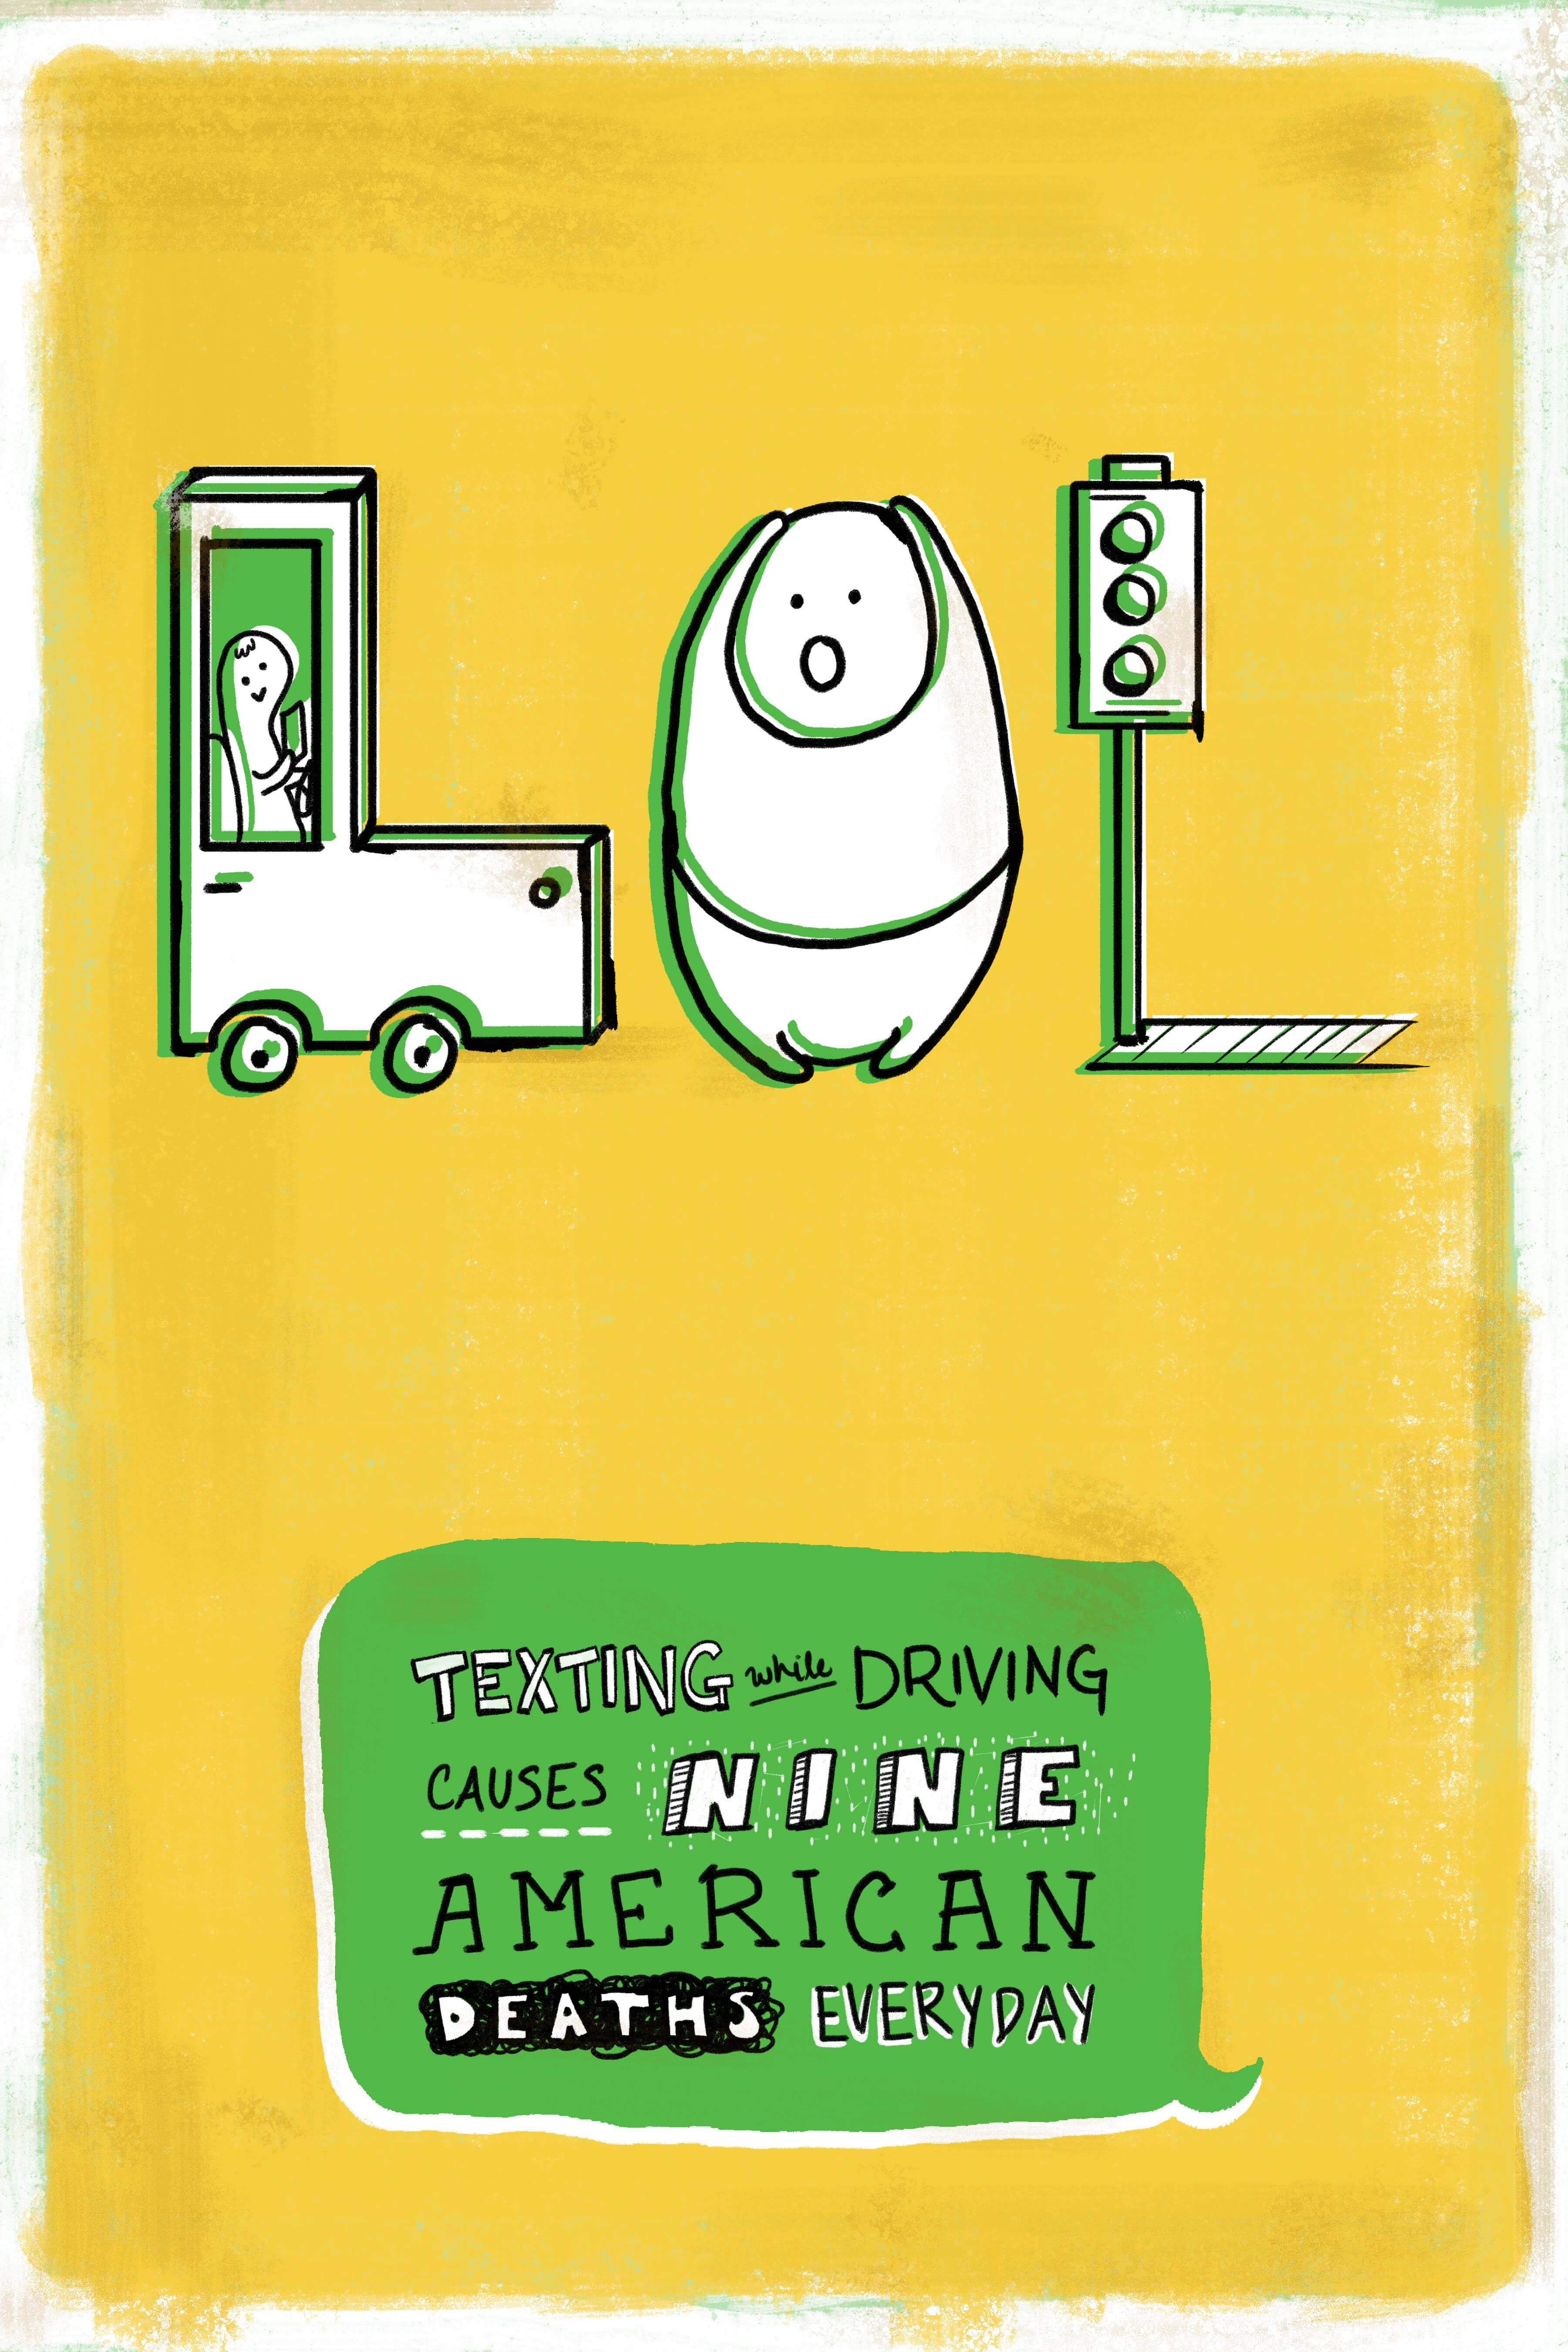 LOL
TEXTING while DRIVING
CAUSES NINE
AMERICAN
DEATHS EVERYDAY